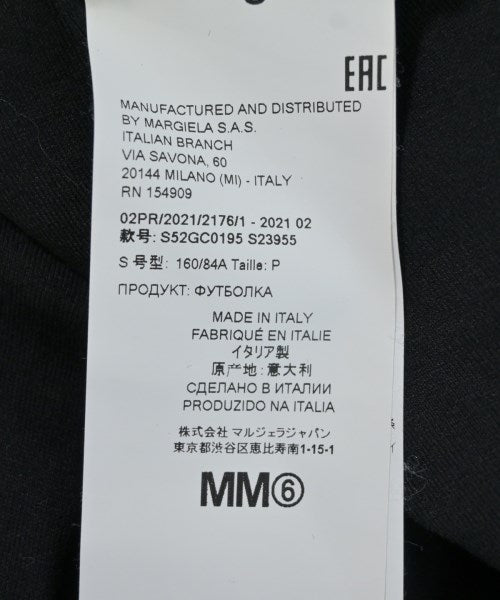 EAC
MANUFACTURED AND DISTRIBUTED
BY MARGIELA S.A.S.
ITALIAN BRANCH
VIA SAVONA, 60
20144 MILANO (MI) - ITALY
RN 154909
02PR/2021/2176/1 - 2021 02
款号: S52GC0195 S23955
S 号型: 160/84A Taille: P
ПРОДУКТ: ФУТБОЛКА
MADE IN ITALY
FABRIQUÉ EN ITALIE
イタリア製
原产地: 意大利
СДЕЛАНО В ИТАЛИИ
PRODUZIDO NA ITALIA
株式会社 マルジェラジャパン
東京都渋谷区恵比寿南1-15-1
MM⑥